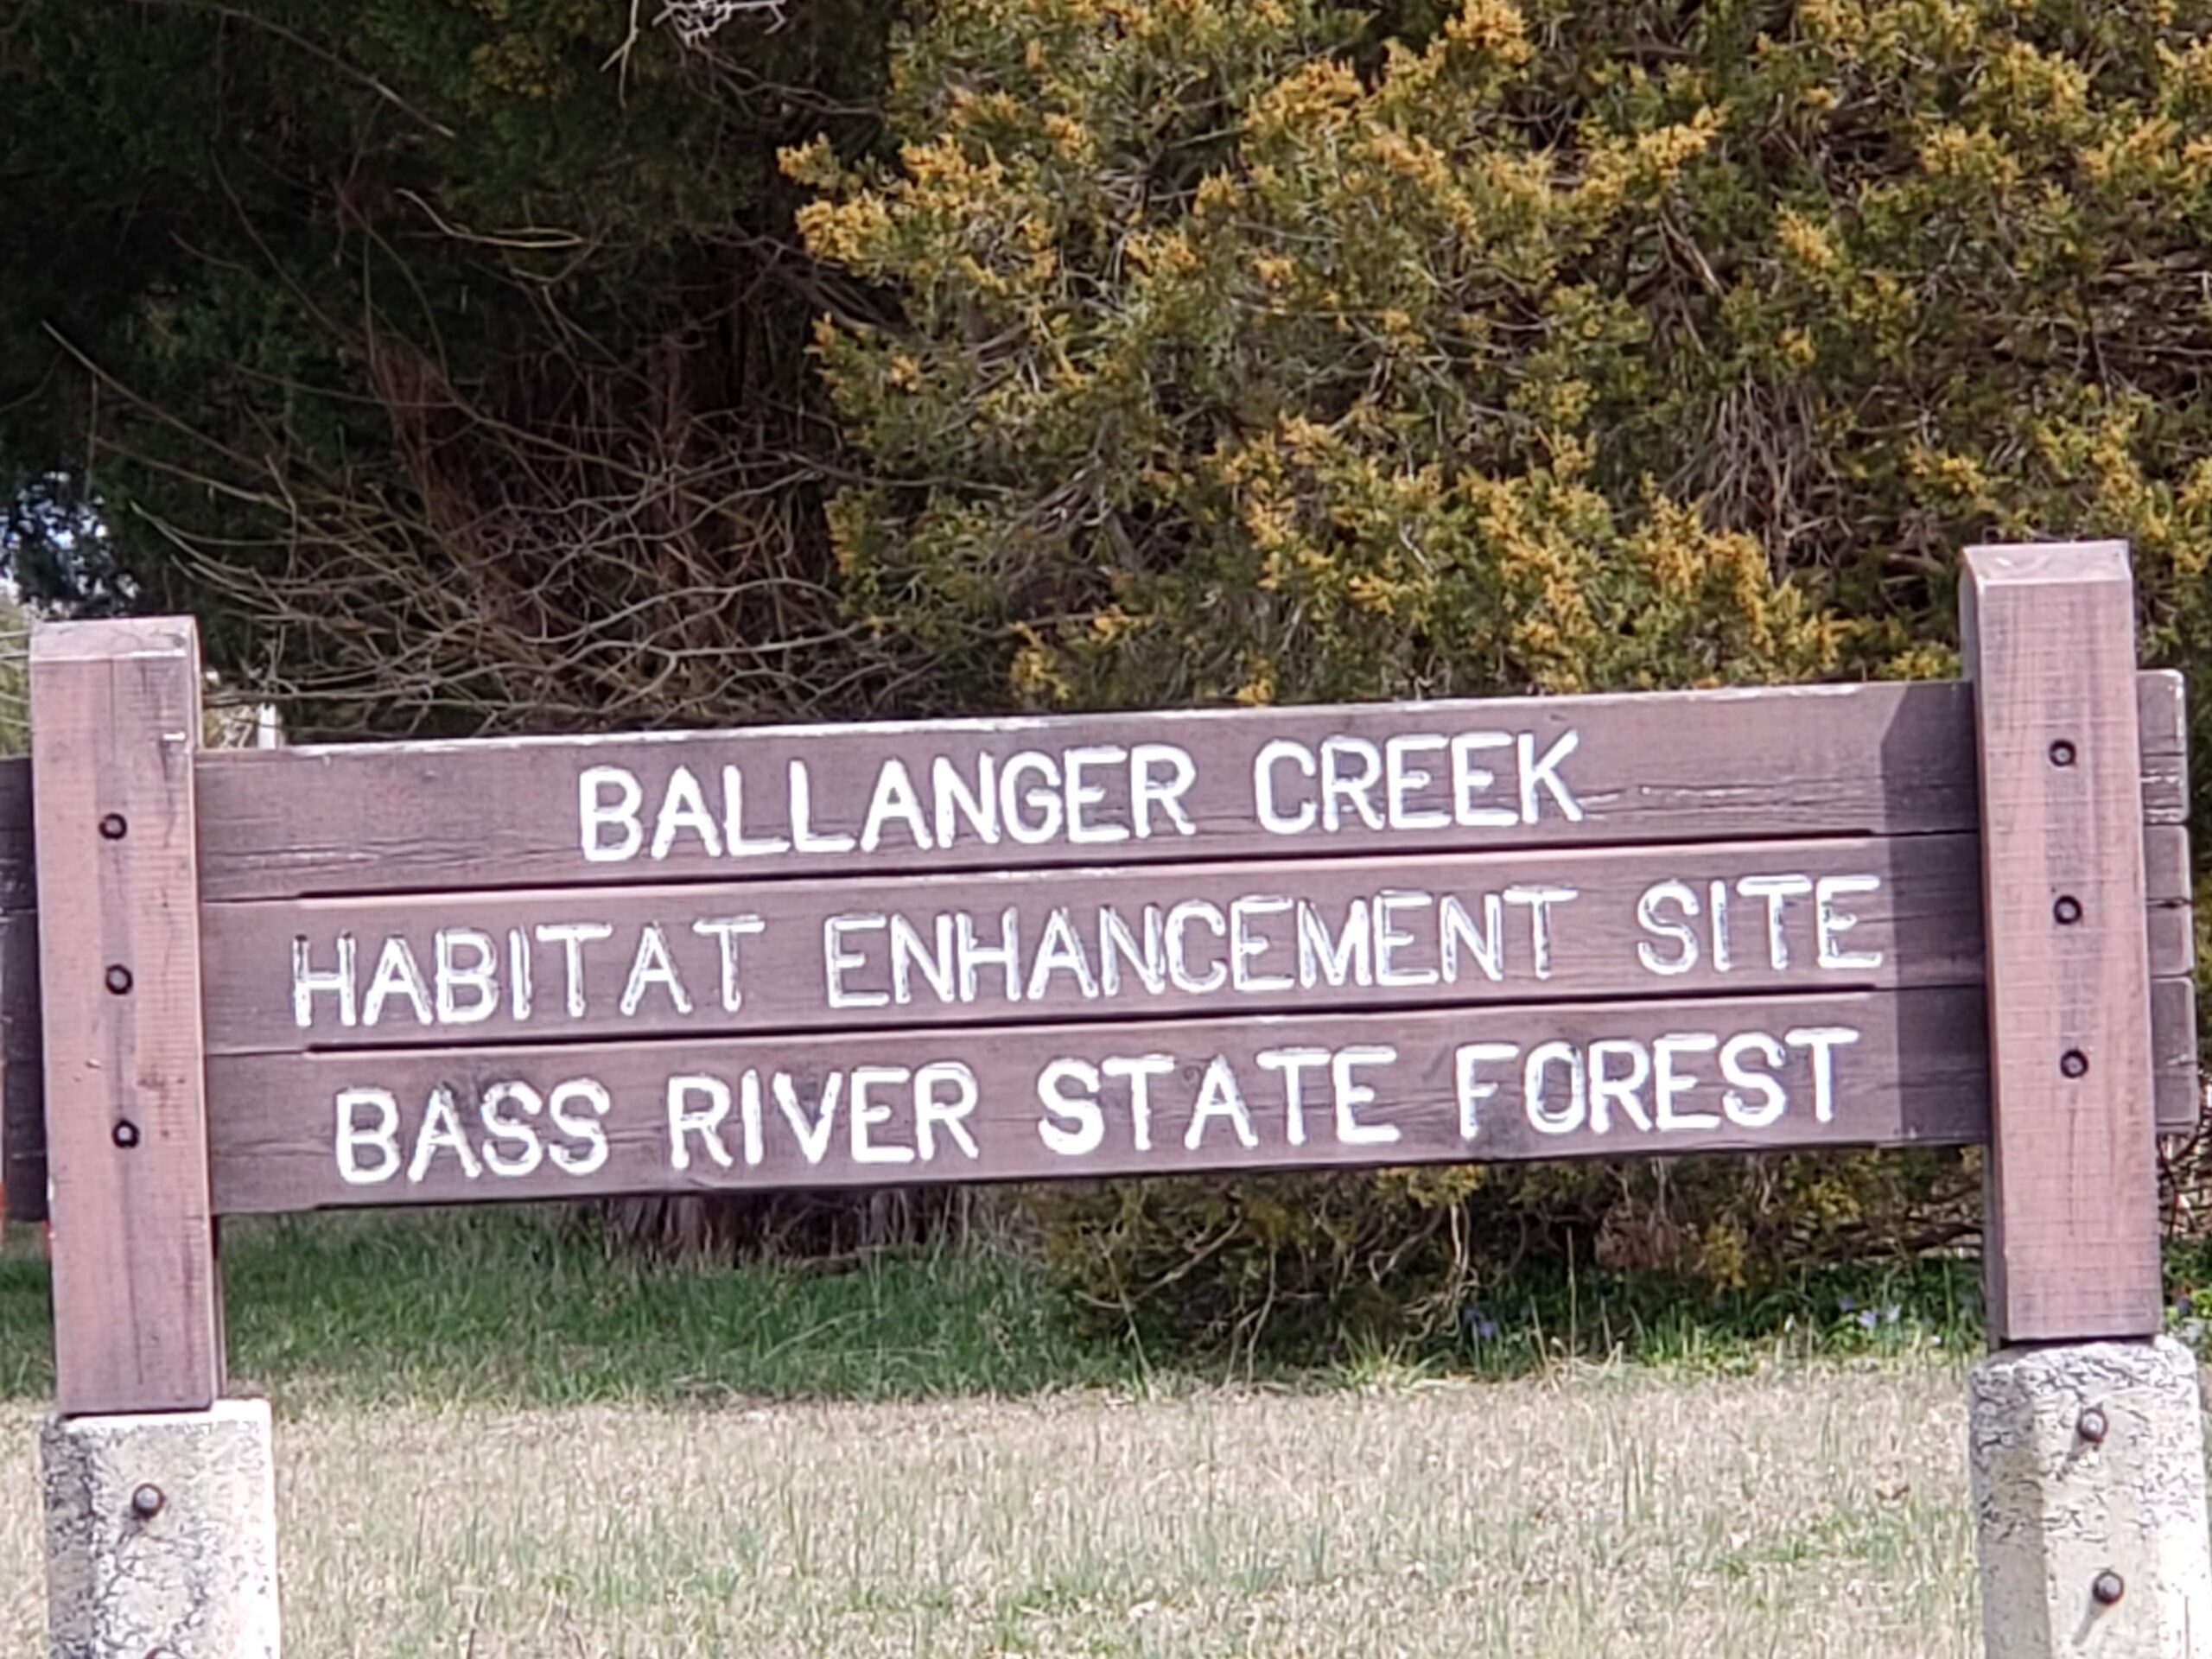 BALLANGER CREEK
HABITAT ENHANCEMENT SITE
BASS RIVER STATE FOREST